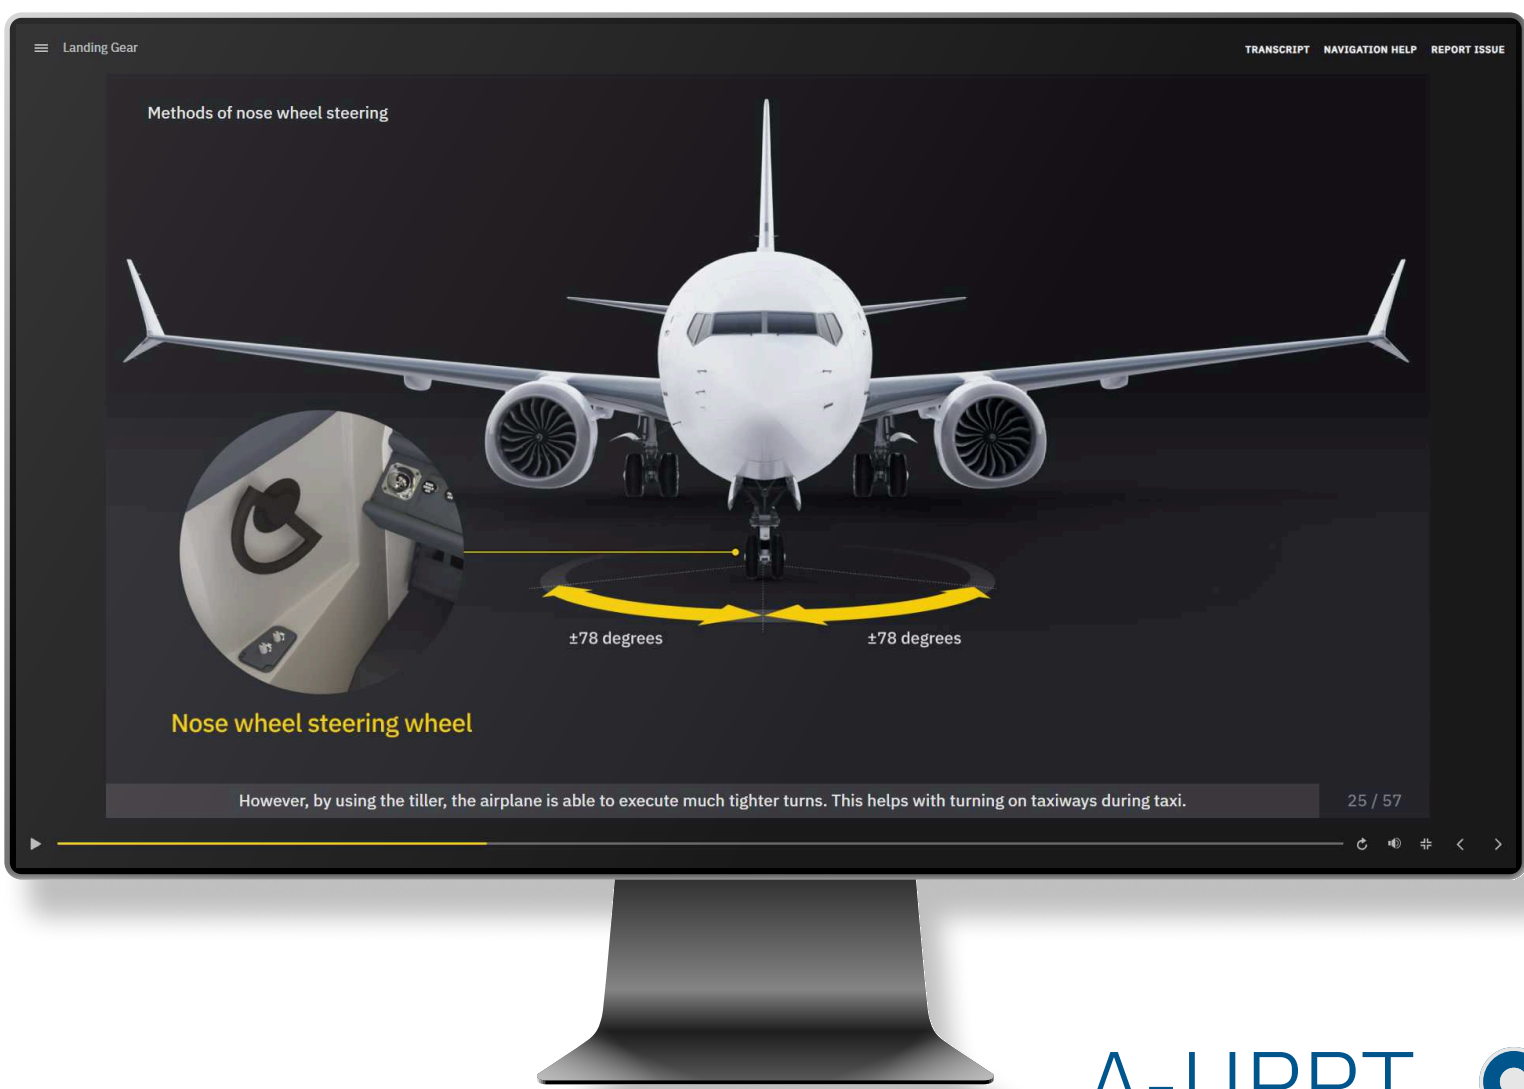 Landing Gear
TRANSCRIPT NAVIGATION HELP REPORT ISSUE
Methods of nose wheel steering
±78 degrees ±78 degrees
Nose wheel steering wheel
However, by using the tiller, the airplane is able to execute much tighter turns. This helps with turning on taxiways during taxi.
25 / 57
A-UPRT